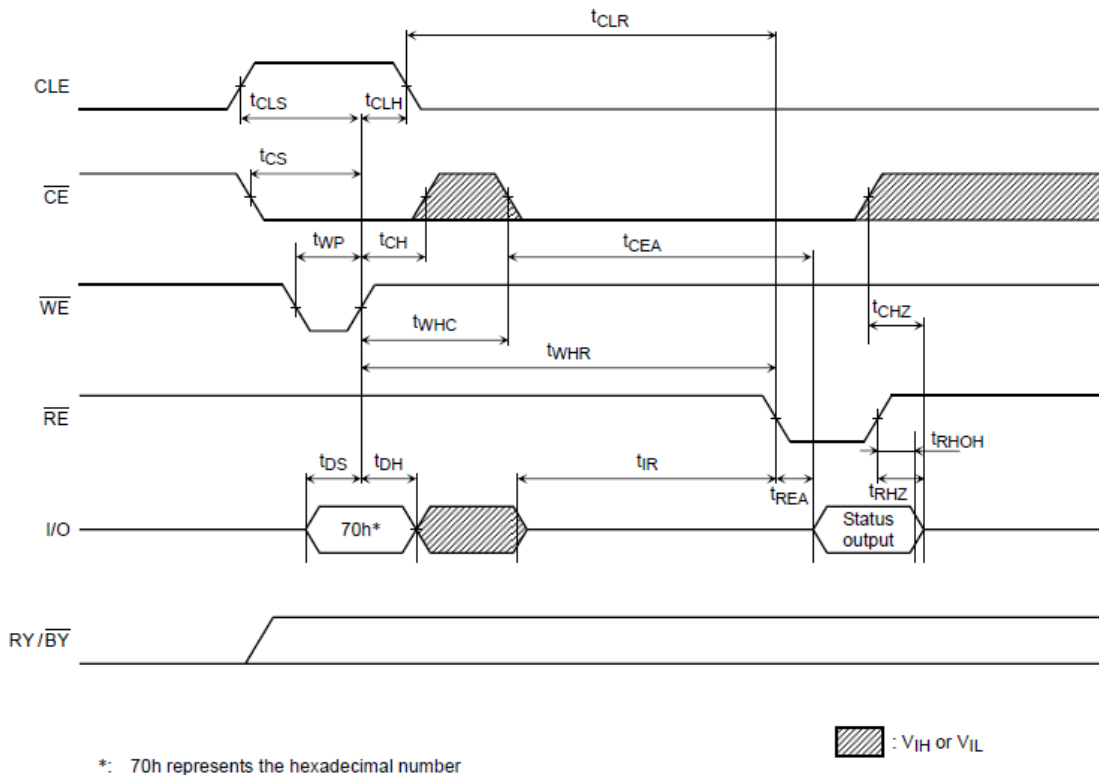 tCLR
CLE
tCLS
tCLH
tCS
CE
tWP
tCH
tCEA
WE
tWHC
tCHZ
tWHR
RE
tRHOH
tDS
tDH
tIR
tREA
tRHZ
I/O
70h*
Status
output
RY/BY
: VIH or VIL
*: 70h represents the hexadecimal number